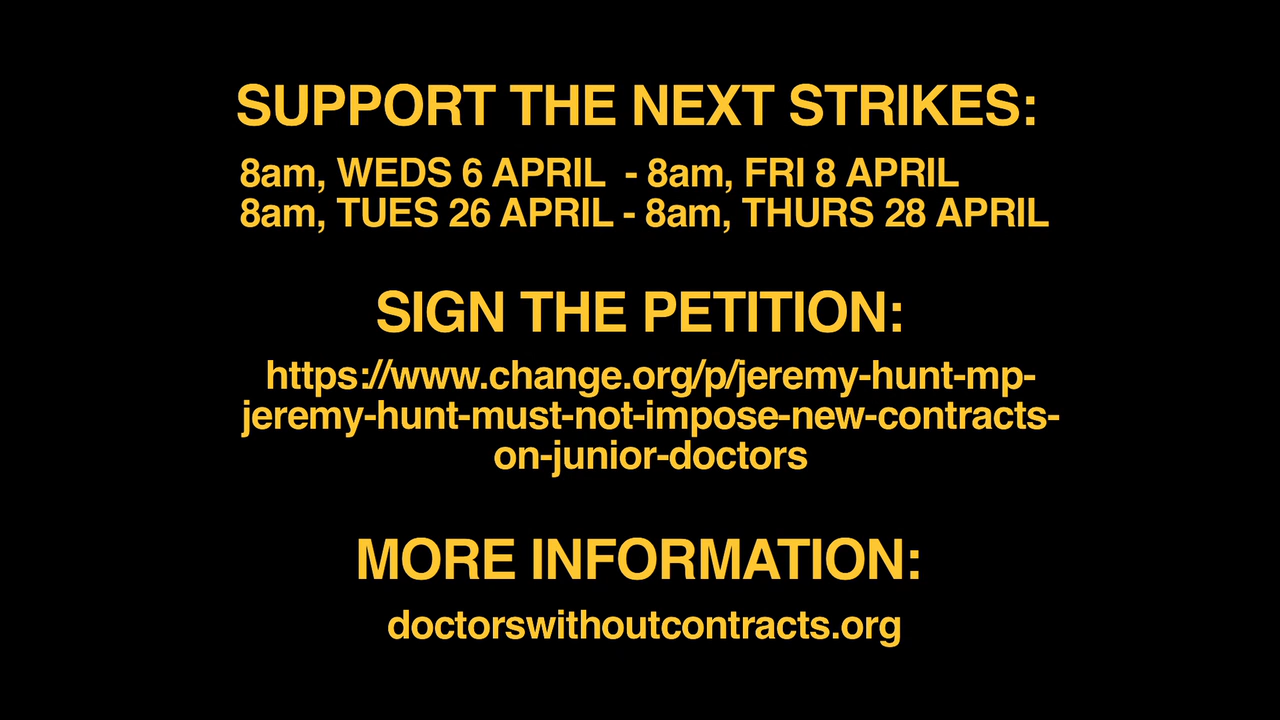 SUPPORT THE NEXT STRIKES:
8am, WEDS 6 APRIL - 8am, FRI 8 APRIL
8am, TUES 26 APRIL - 8am, THURS 28 APRIL
SIGN THE PETITION:
https://www.change.org/p/jeremy-hunt-mp-
jeremy-hunt-must-not-impose-new-contracts-
on-junior-doctors
MORE INFORMATION:
doctorswithoutcontracts.org